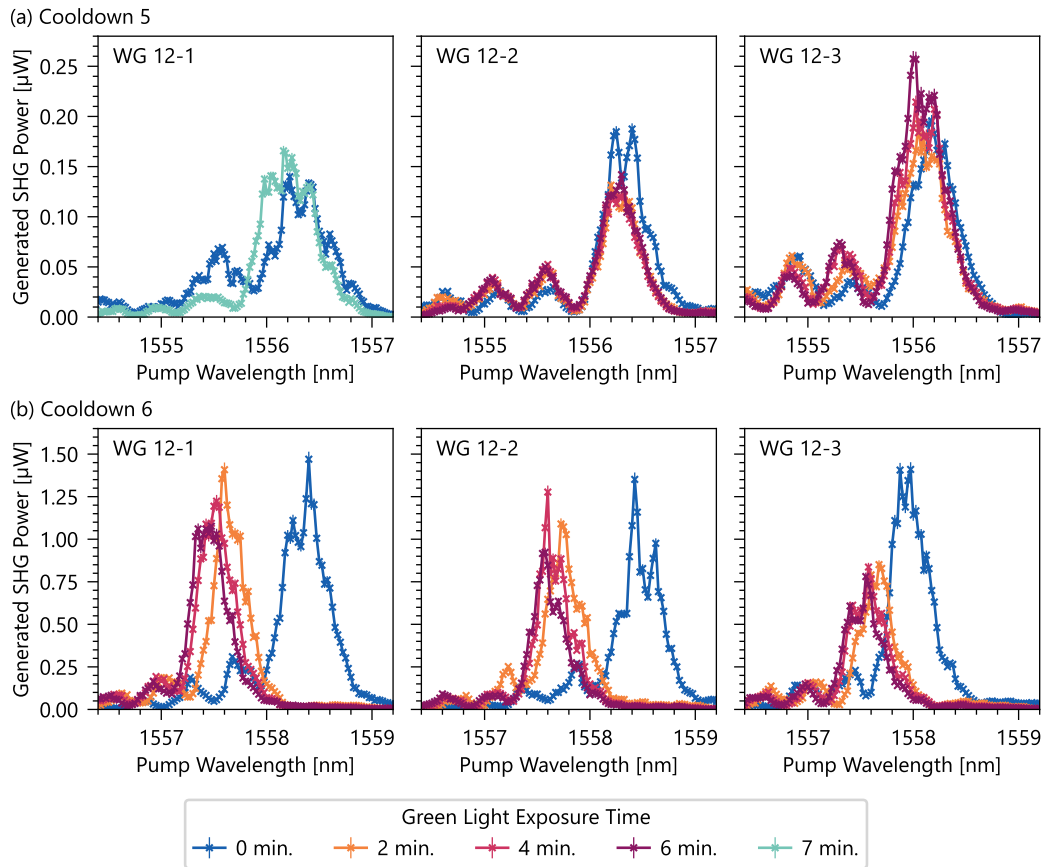 (a) Cooldown 5
Generated SHG Power [µW]
0.25
0.20
0.15
0.10
0.05
0.00
WG 12-1
WG 12-2
WG 12-3
1555 1556 1557
1555 1556 1557
1555 1556 1557
Pump Wavelength [nm]
Pump Wavelength [nm]
Pump Wavelength [nm]
(b) Cooldown 6
Generated SHG Power [µW]
1.50
1.25
1.00
0.75
0.50
0.25
0.00
WG 12-1
WG 12-2
WG 12-3
1557 1558 1559
1557 1558 1559
1557 1558 1559
Pump Wavelength [nm]
Pump Wavelength [nm]
Pump Wavelength [nm]
Green Light Exposure Time
0 min. 2 min. 4 min. 6 min. 7 min.